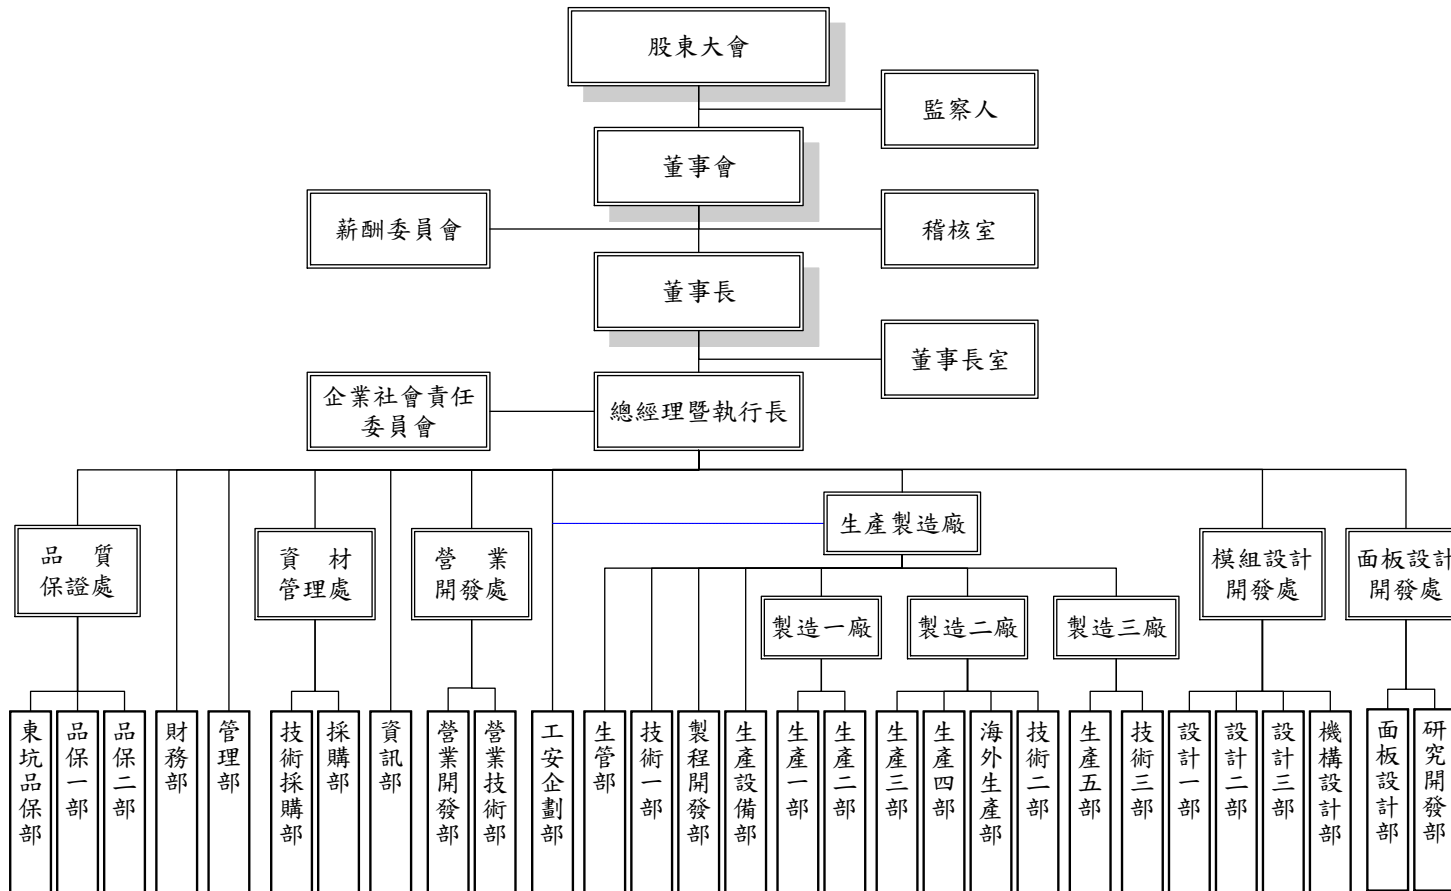 股東大會
監察人
董事會
薪酬委員會
稽核室
董事長
董事長室
企業社會責任
委員會
總經理暨執行長
生產製造廠
品質
保證處
資材
管理處
營業
開發處
模組設計
開發處
面板設計
開發處
製造一廠
製造二廠
製造三廠
東坑品保部
品保一部
品保二部
財務部
管理部
技術採購部
採購部
資訊部
營業開發部
營業技術部
工安企劃部
生管部
技術一部
製程開發部
生產設備部
生產一部
生產二部
生產三部
生產四部
海外生產部
技術二部
生產五部
技術三部
設計一部
設計二部
設計三部
機構設計部
面板設計部
研究開發部